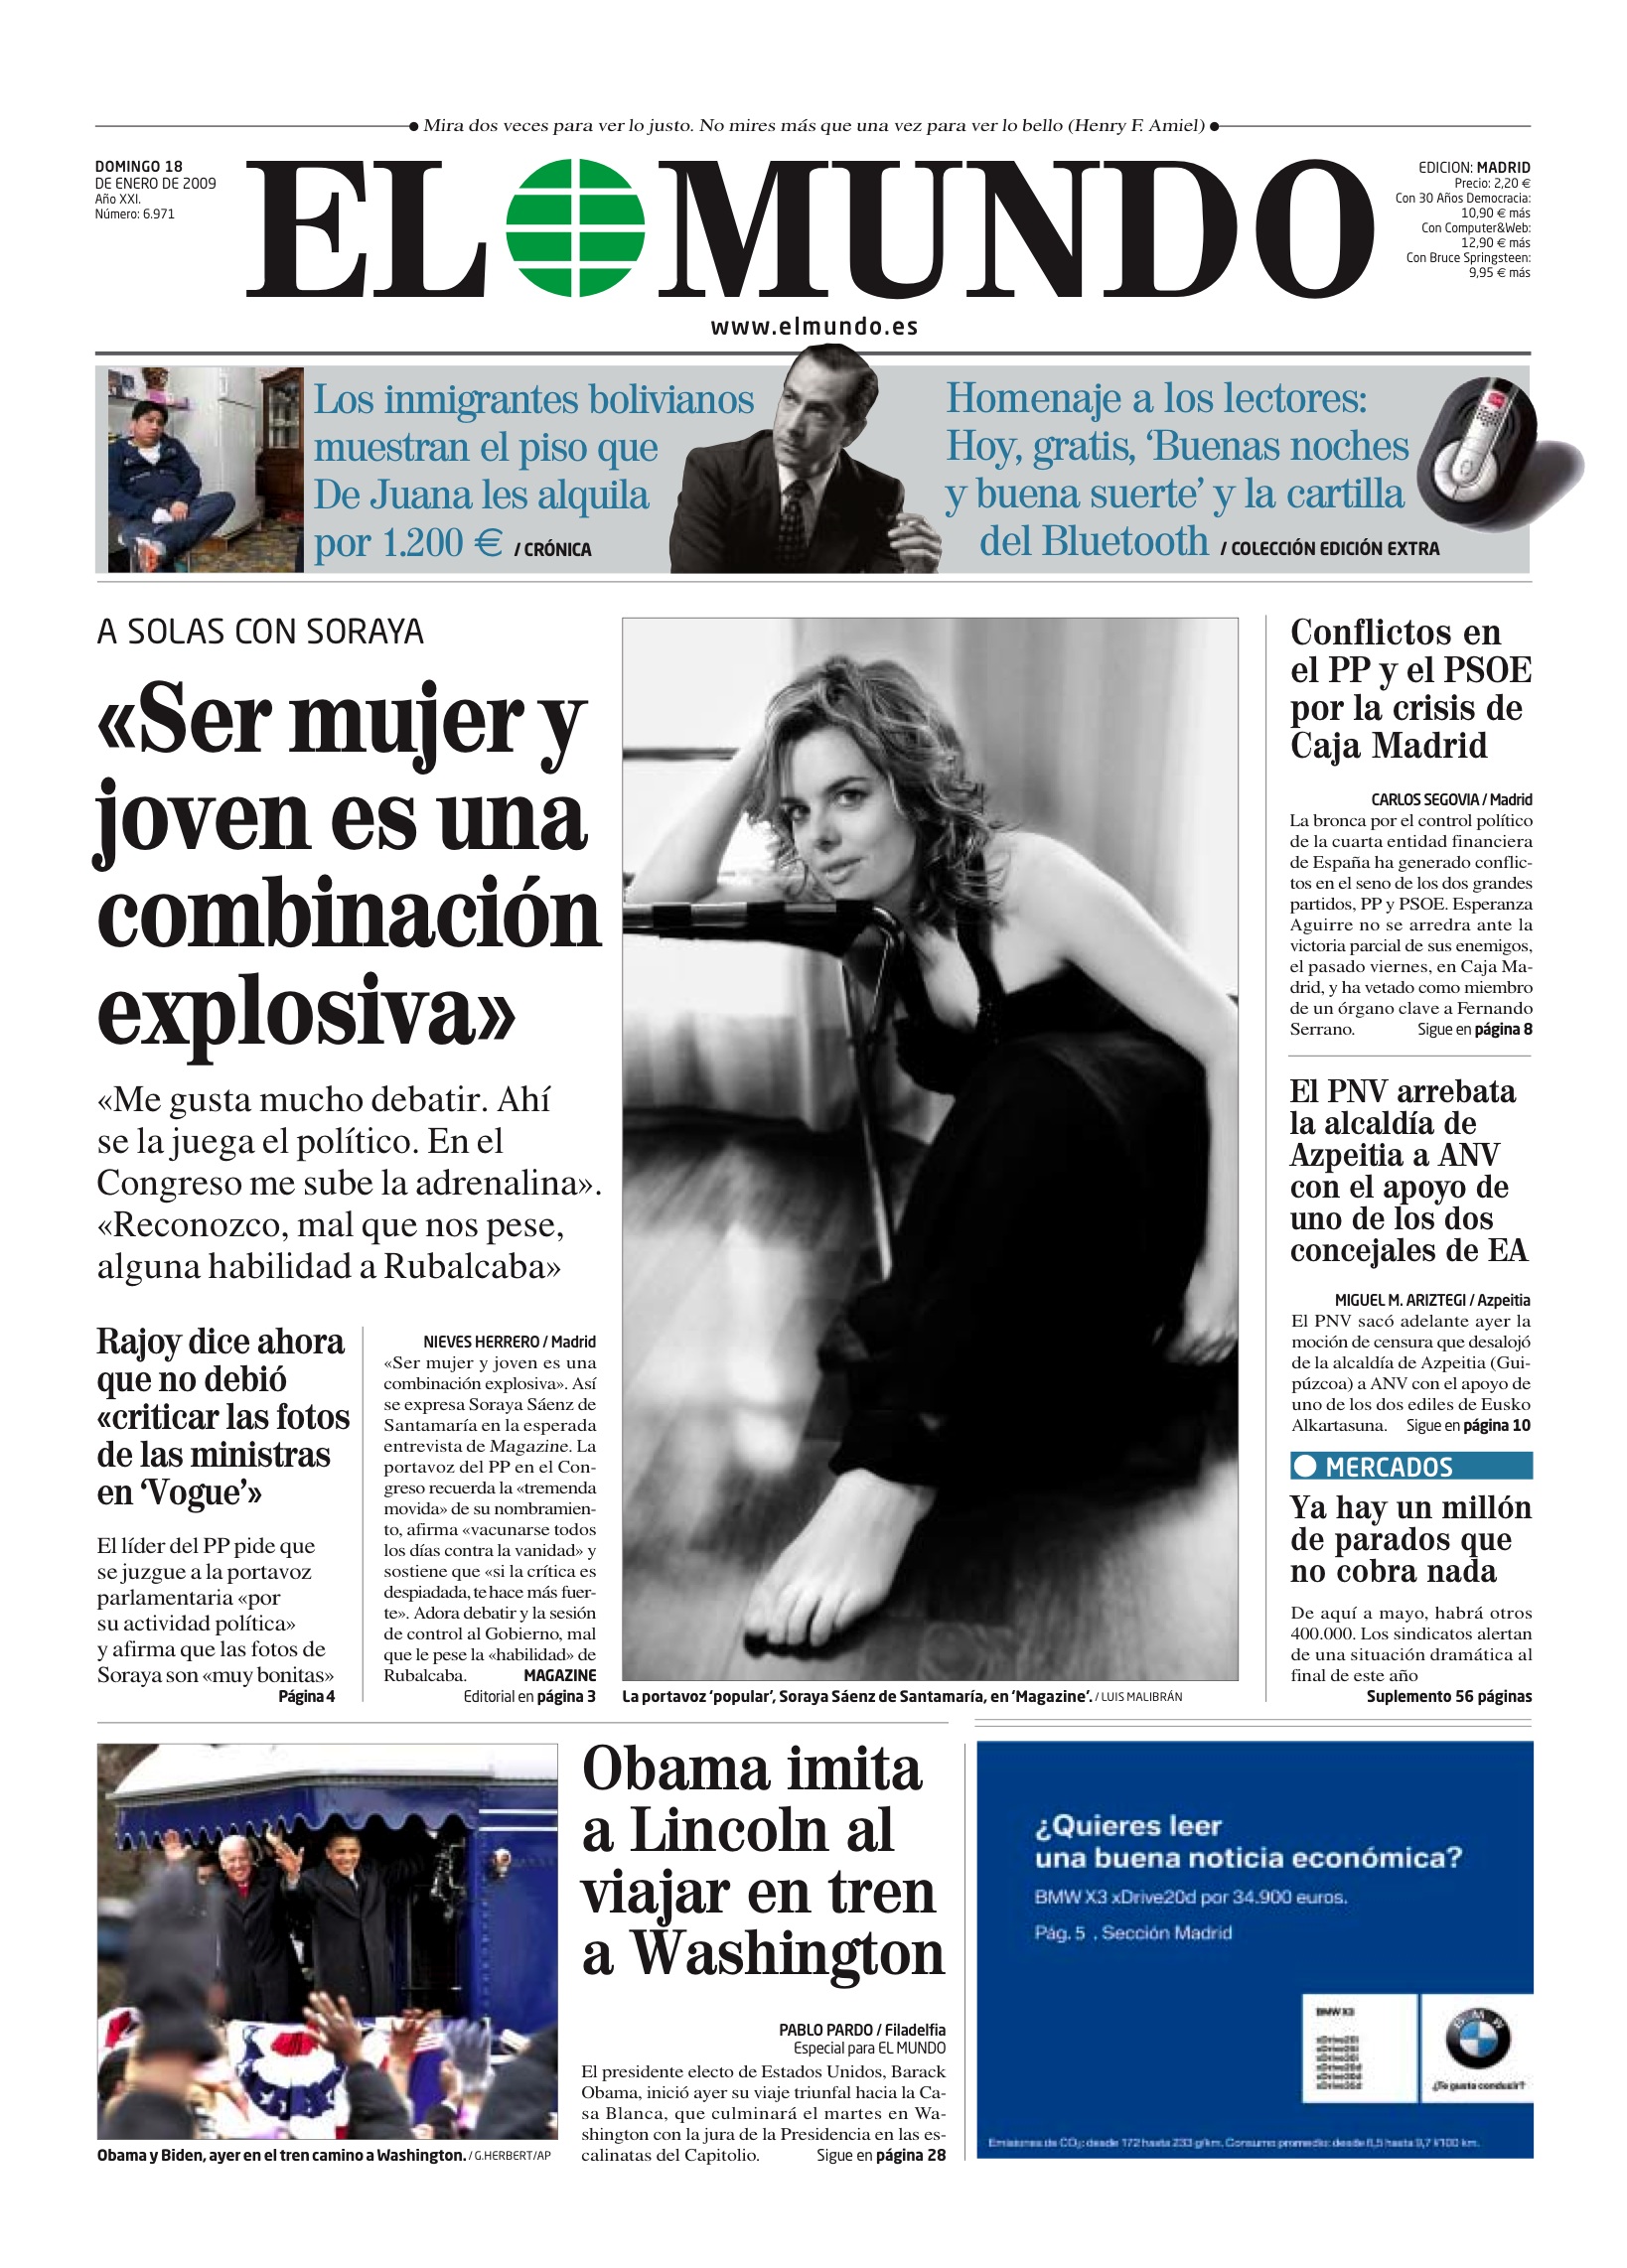 Mira dos veces para ver lo justo. No mires más que una vez para ver lo bello (Henry F. Amiel)
DOMINGO 18
DE ENERO DE 2009
Año XXI.
Número: 6.971
EL MUNDO
EDICION: MADRID
Precio: 2,20 €
Con 30 Años Democracia:
10,90 € más
Con Computer&Web:
12,90 € más
Con Bruce Springsteen:
9,95 € más
www.elmundo.es
Los inmigrantes bolivianos
muestran el piso que
De Juana les alquila
por 1.200 € / CRÓNICA
Homenaje a los lectores:
Hoy, gratis, ‘Buenas noches
y buena suerte’ y la cartilla
del Bluetooth / COLECCIÓN EDICIÓN EXTRA
A SOLAS CON SORAYA
«Ser mujer y
joven es una
combinación
explosiva»
«Me gusta mucho debatir. Ahí
se la juega el político. En el
Congreso me sube la adrenalina».
«Reconozco, mal que nos pese,
alguna habilidad a Rubalcaba»
Rajoy dice ahora
que no debió
«criticar las fotos
de las ministras
en ‘Vogue’»
El líder del PP pide que
se juzgue a la portavoz
parlamentaria «por
su actividad política»
y afirma que las fotos de
Soraya son «muy bonitas»
Página 4
NIEVES HERRERO / Madrid
«Ser mujer y joven es una
combinación explosiva». Así
se expresa Soraya Sáenz de
Santamaría en la esperada
entrevista de Magazine. La
portavoz del PP en el Con-
greso recuerda la «tremenda
movida» de su nombramien-
to, afirma «vacunarse todos
los días contra la vanidad» y
sostiene que «si la crítica es
despiadada, te hace más fuer-
te». Adora debatir y la sesión
de control al Gobierno, mal
que le pese la «habilidad» de
Rubalcaba. MAGAZINE
Editorial en página 3
La portavoz ‘popular’, Soraya Sáenz de Santamaría, en ‘Magazine’. / LUIS MALIBRÁN
Conflictos en
el PP y el PSOE
por la crisis de
Caja Madrid
CARLOS SEGOVIA / Madrid
La bronca por el control político
de la cuarta entidad financiera
de España ha generado conflic-
tos en el seno de los dos grandes
partidos, PP y PSOE. Esperanza
Aguirre no se arredra ante la
victoria parcial de sus enemigos,
el pasado viernes, en Caja Ma-
drid, y ha vetado como miembro
de un órgano clave a Fernando
Serrano. Sigue en página 8
El PNV arrebata
la alcaldía de
Azpeitia a ANV
con el apoyo de
uno de los dos
concejales de EA
MIGUEL M. ARIZTEGI / Azpeitia
El PNV sacó adelante ayer la
moción de censura que desalojó
de la alcaldía de Azpeitia (Gui-
púzcoa) a ANV con el apoyo de
uno de los dos ediles de Eusko
Alkartasuna. Sigue en página 10
MERCADOS
Ya hay un millón
de parados que
no cobra nada
De aquí a mayo, habrá otros
400.000. Los sindicatos alertan
de una situación dramática al
final de este año
Suplemento 56 páginas
Obama y Biden, ayer en el tren camino a Washington. / G.HERBERT/AP
Obama imita
a Lincoln al
viajar en tren
a Washington
PABLO PARDO / Filadelfia
Especial para EL MUNDO
El presidente electo de Estados Unidos, Barack
Obama, inició ayer su viaje triunfal hacia la Ca-
sa Blanca, que culminará el martes en Wa-
shington con la jura de la Presidencia en las es-
calinatas del Capitolio. Sigue en página 28
¿Quieres leer
una buena noticia económica?
BMW X3 xDrive20d por 34.900 euros.
Pág. 5 . Sección Madrid
BMW X3
BMW
¿Te gusta conducir?
Emisiones de CO₂: desde 172 hasta 233 g/km. Consumo promedio: desde 6,5 hasta 9,7 l/100 km.